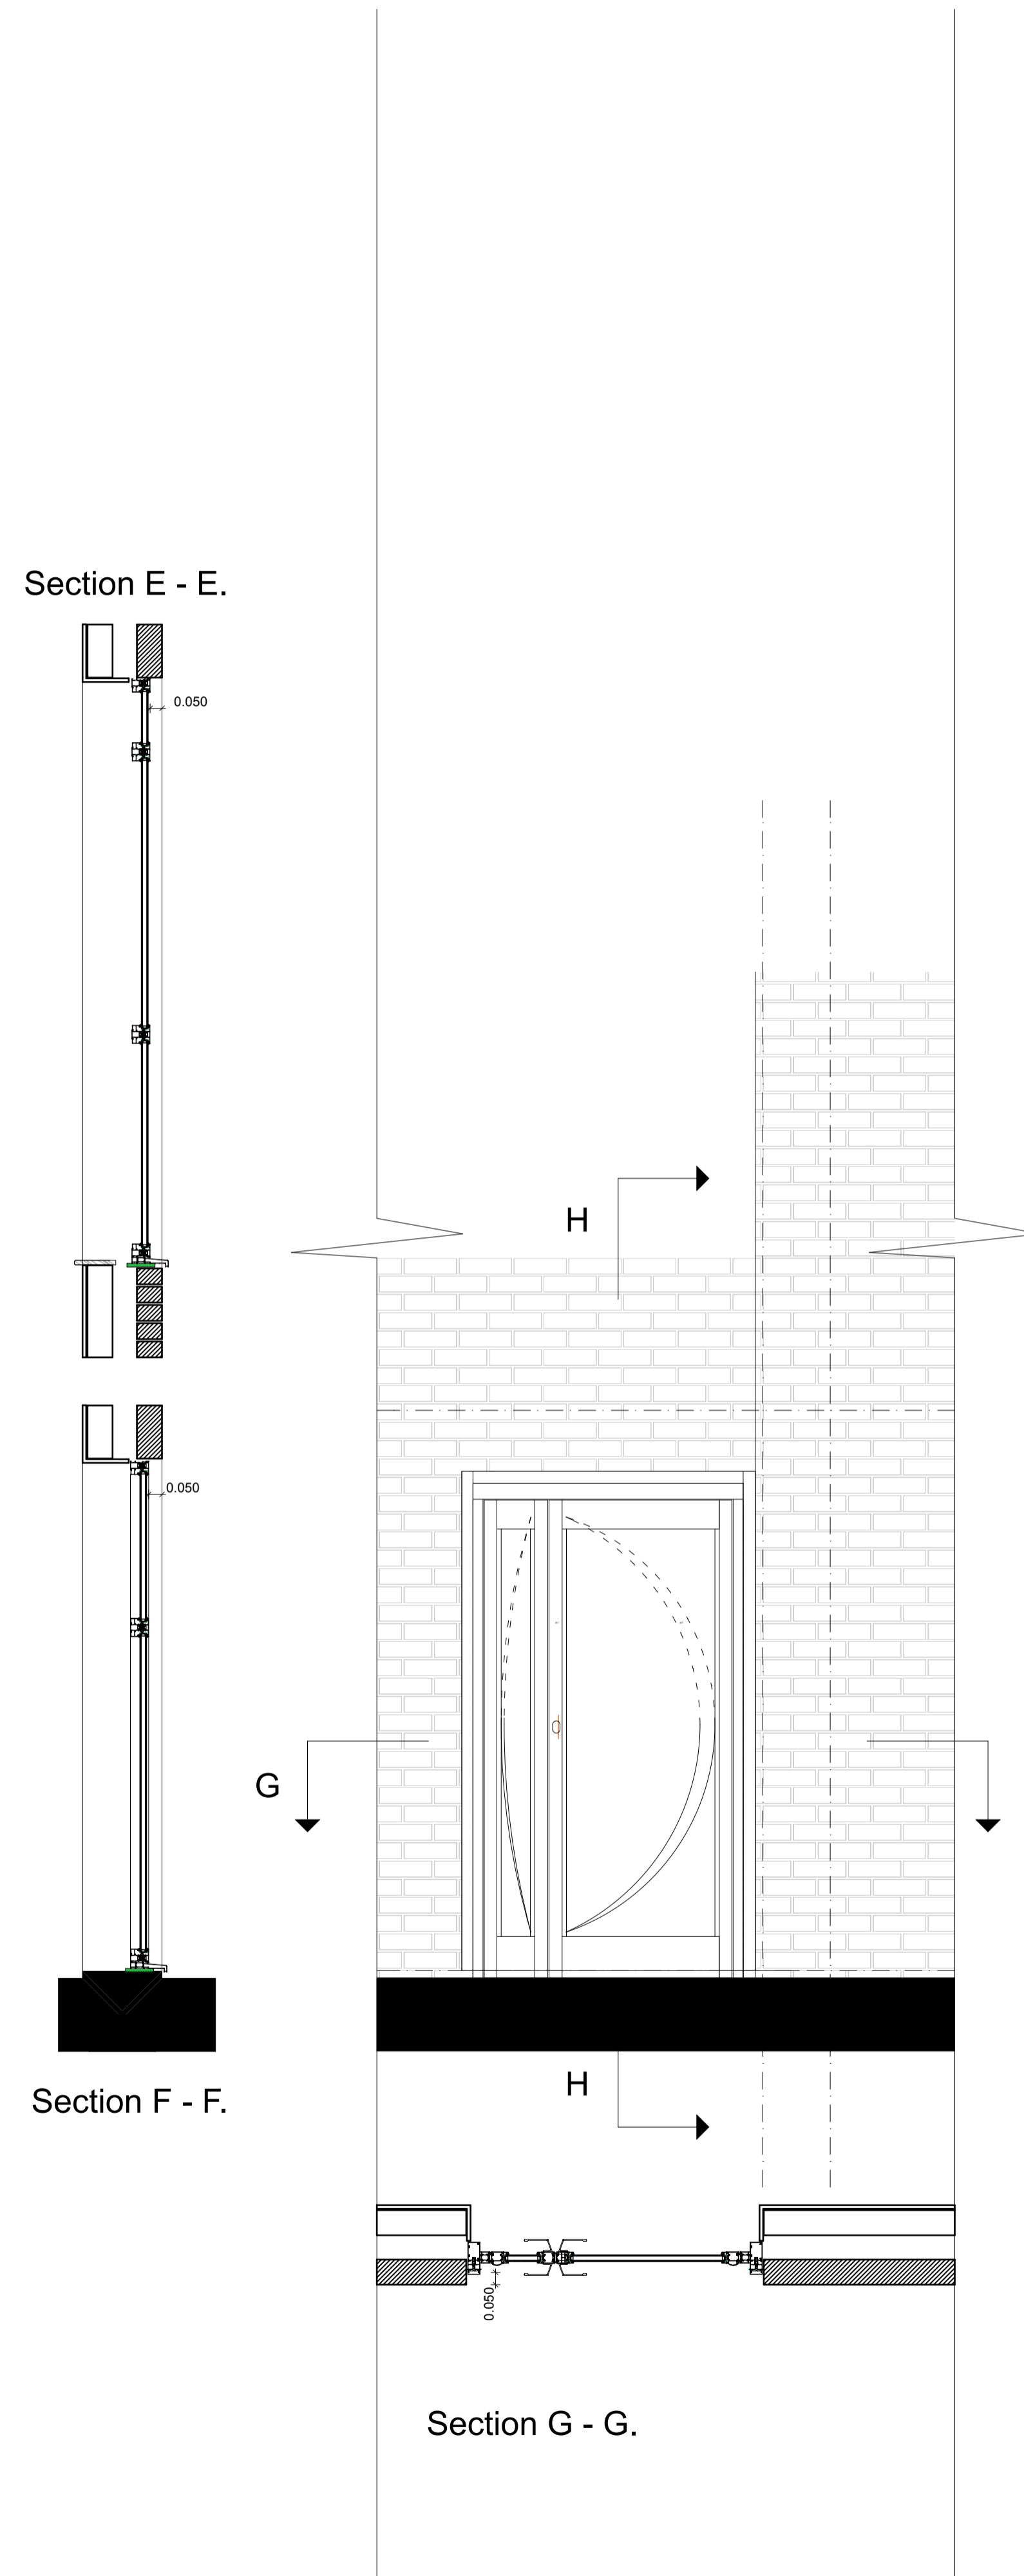 Section E - E.
0.050
H
0.050
G
H
Section F - F.
0.050
Section G - G.